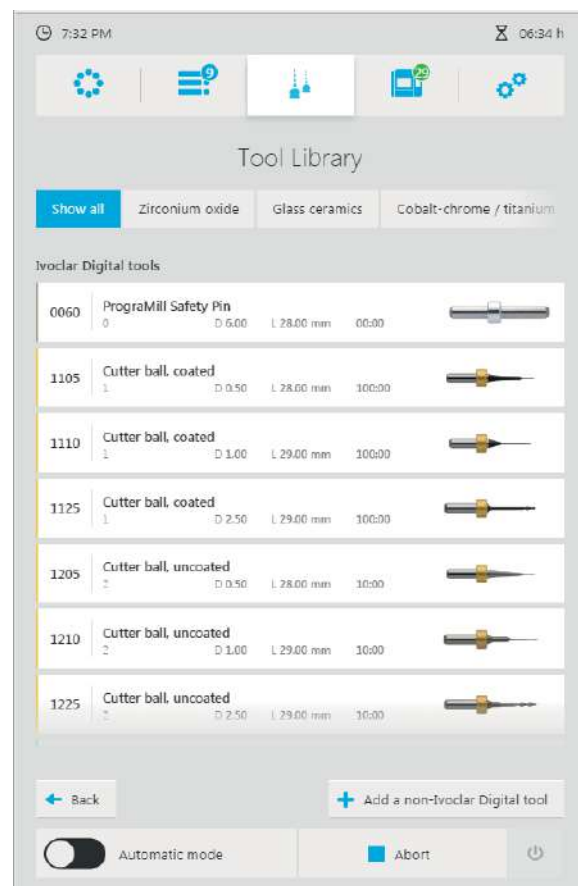 7:32 PM 06:34 h
9 29
Tool Library
Show all Zirconium oxide Glass ceramics Cobalt-chrome / titanium
Ivoclar Digital tools
0060 PrograMill Safety Pin
0 D 6.00 L 28.00 mm 00:00
1105 Cutter ball, coated
1 D 0.50 L 28.00 mm 100:00
1110 Cutter ball, coated
1 D 1.00 L 29.00 mm 100:00
1125 Cutter ball, coated
1 D 2.50 L 29.00 mm 100:00
1205 Cutter ball, uncoated
2 D 0.50 L 28.00 mm 10:00
1210 Cutter ball, uncoated
2 D 1.00 L 29.00 mm 10:00
1225 Cutter ball, uncoated
2 D 2.50 L 29.00 mm 10:00
Back Add a non-Ivoclar Digital tool
Automatic mode Abort